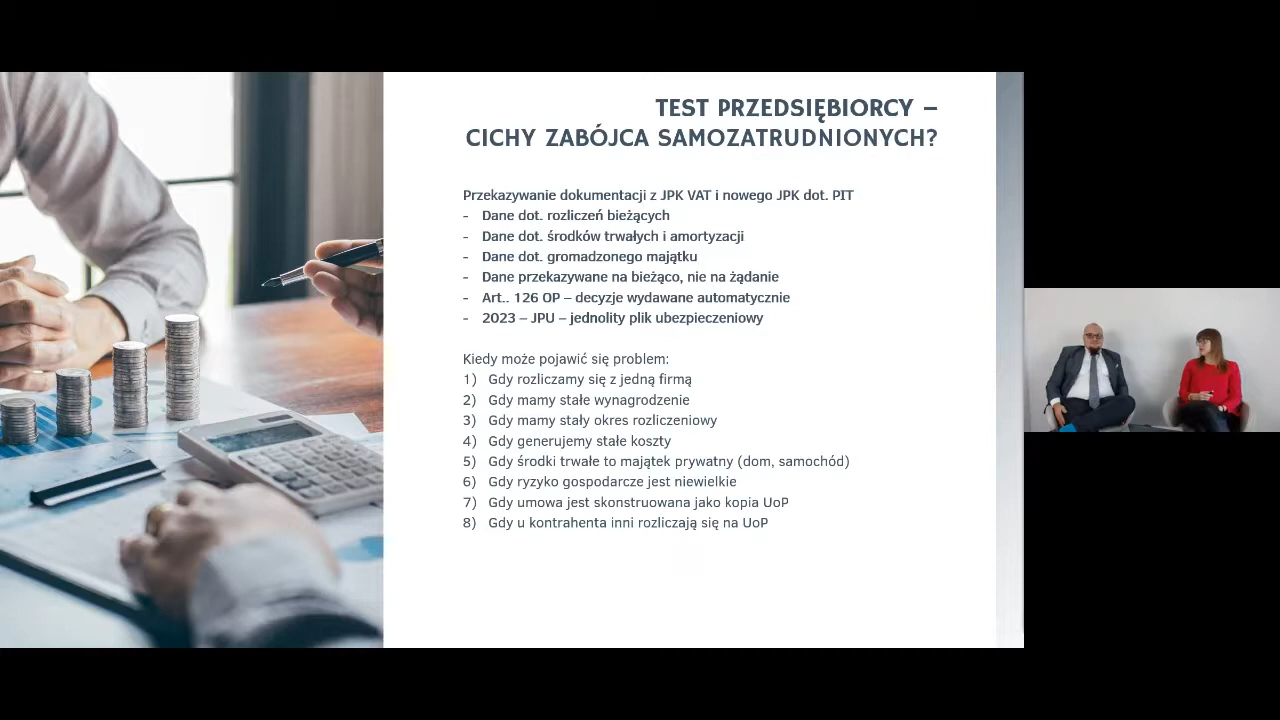 TEST PRZEDSIĘBIORCY –
CICHY ZABÓJCA SAMOZATRUDNIONYCH?
Przekazywanie dokumentacji z JPK VAT i nowego JPK dot. PIT
- Dane dot. rozliczeń bieżących
- Dane dot. środków trwałych i amortyzacji
- Dane dot. gromadzonego majątku
- Dane przekazywane na bieżąco, nie na żądanie
- Art.. 126 OP – decyzje wydawane automatycznie
- 2023 – JPU – jednolity plik ubezpieczeniowy
Kiedy może pojawić się problem:
1) Gdy rozliczamy się z jedną firmą
2) Gdy mamy stałe wynagrodzenie
3) Gdy mamy stały okres rozliczeniowy
4) Gdy generujemy stałe koszty
5) Gdy środki trwałe to majątek prywatny (dom, samochód)
6) Gdy ryzyko gospodarcze jest niewielkie
7) Gdy umowa jest skonstruowana jako kopia UoP
8) Gdy u kontrahenta inni rozliczają się na UoP